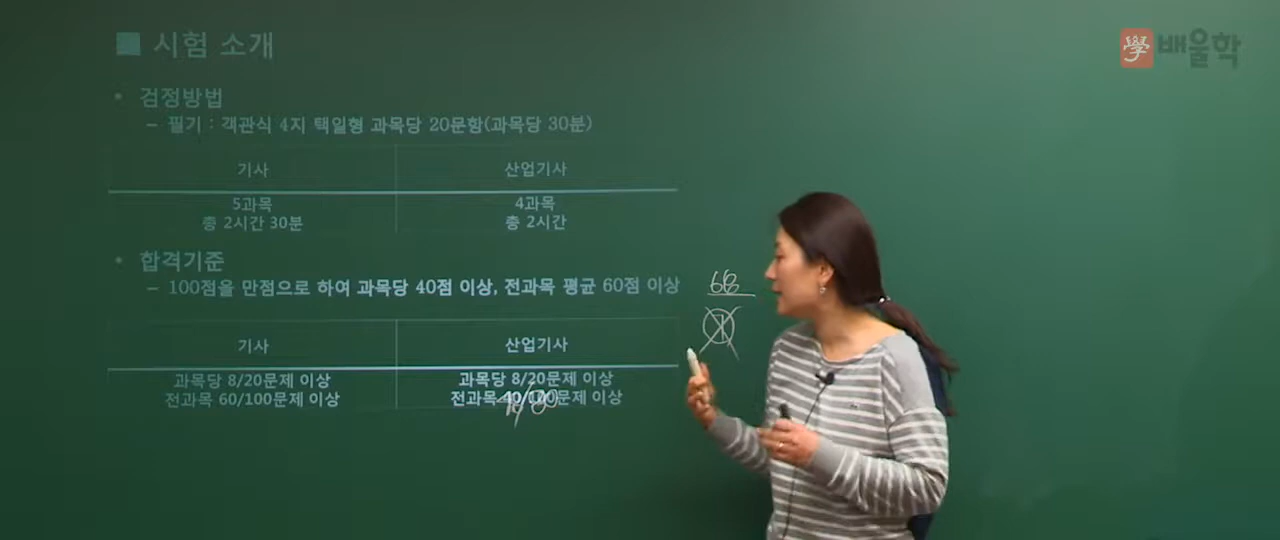 ■ 시험 소개
學 배울학
• 검정방법
– 필기 : 객관식 4지 택일형 과목당 20문항(과목당 30분)
기사 산업기사
5과목 4과목
총 2시간 30분 총 2시간
• 합격기준
– 100점을 만점으로 하여 과목당 40점 이상, 전과목 평균 60점 이상
기사 산업기사
과목당 8/20문제 이상 과목당 8/20문제 이상
전과목 60/100문제 이상 전과목 40/100문제 이상